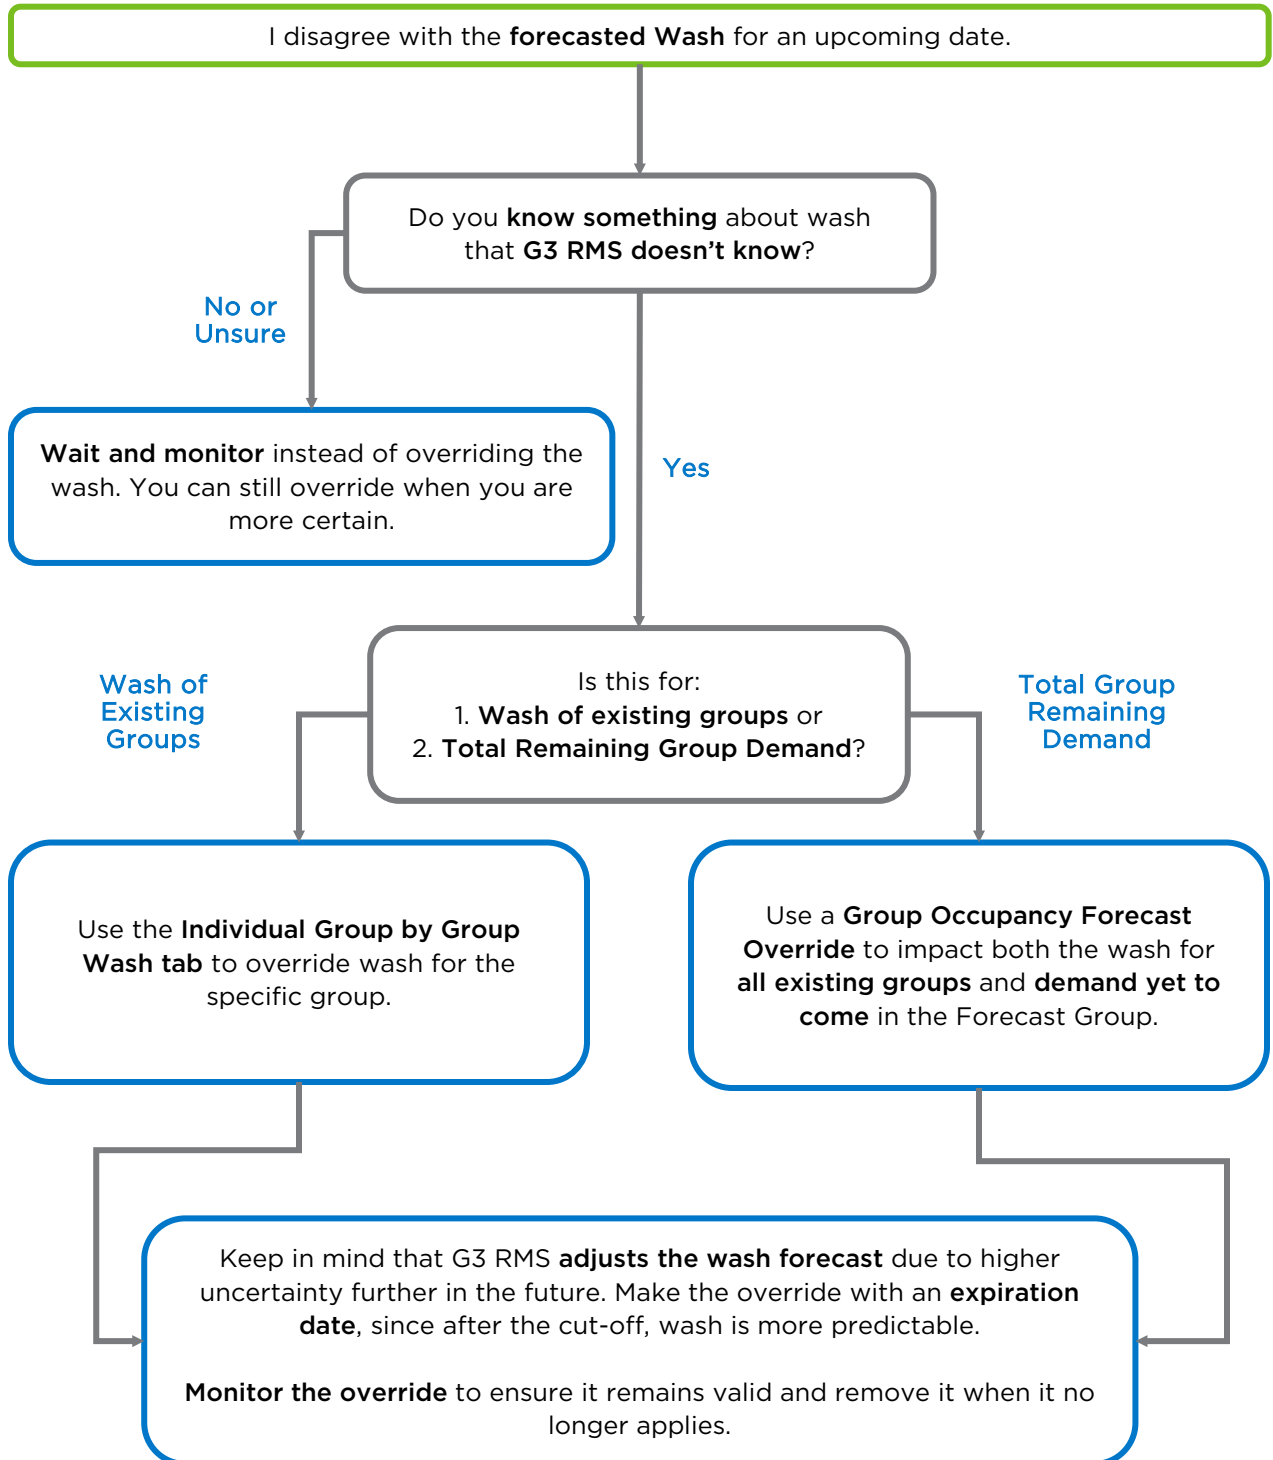 I disagree with the forecasted Wash for an upcoming date.
Do you know something about wash
that G3 RMS doesn’t know?
No or
Unsure
Wait and monitor instead of overriding the
wash. You can still override when you are
more certain.
Yes
Is this for:
1. Wash of existing groups or
2. Total Remaining Group Demand?
Wash of
Existing
Groups
Total Group
Remaining
Demand
Use the Individual Group by Group
Wash tab to override wash for the
specific group.
Use a Group Occupancy Forecast
Override to impact both the wash for
all existing groups and demand yet to
come in the Forecast Group.
Keep in mind that G3 RMS adjusts the wash forecast due to higher
uncertainty further in the future. Make the override with an expiration
date, since after the cut-off, wash is more predictable.
Monitor the override to ensure it remains valid and remove it when it no
longer applies.